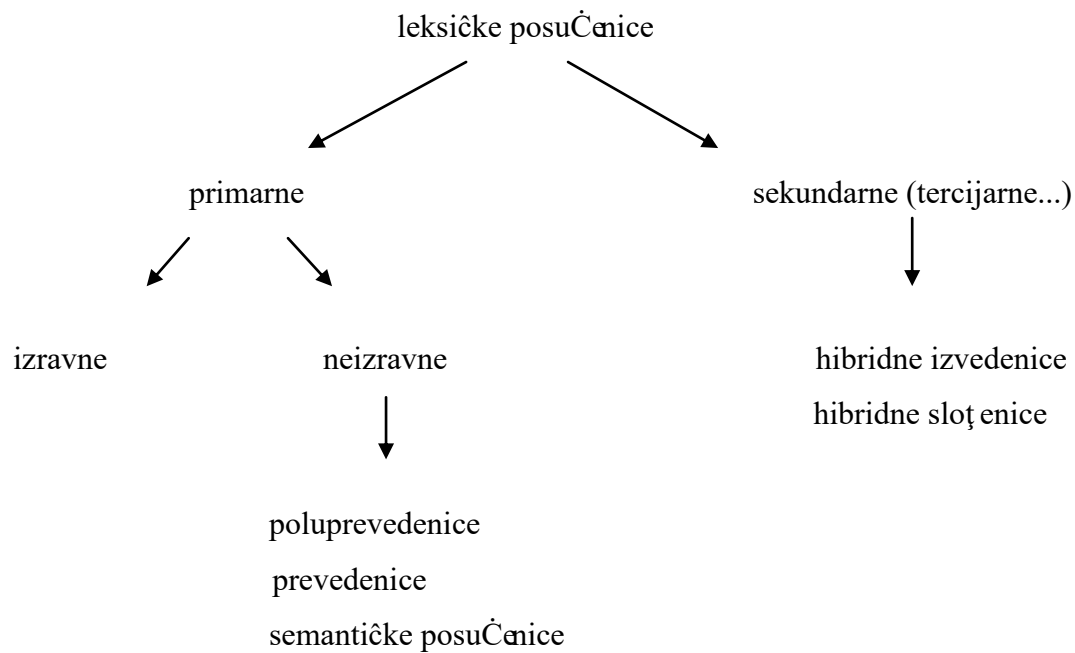 leksiĉke posuĊenice
primarne
sekundarne (tercijarne...)
izravne
neizravne
hibridne izvedenice
hibridne sloţenice
poluprevedenice
prevedenice
semantiĉke posuĊenice